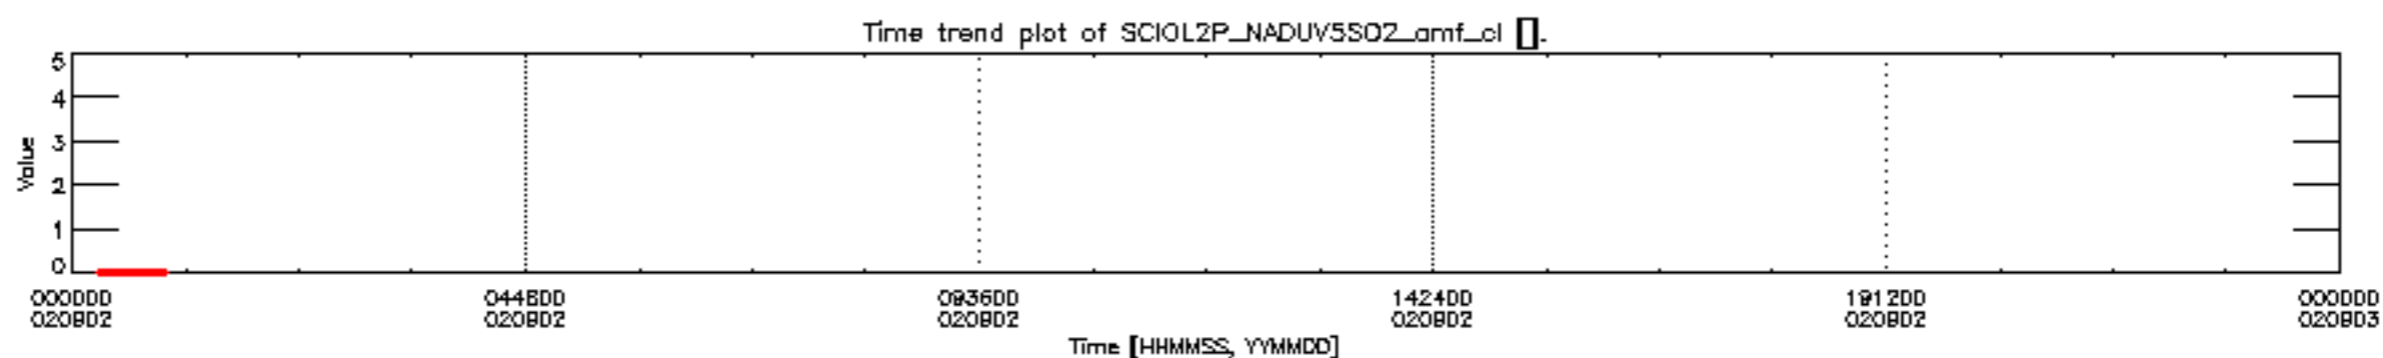 Time trend plot of SCIOL2P_NADUV5SO2_amf_cl [].
5
4
3
2
1
0
Value
000000 044800 093600 142400 191200 000000
020802 020802 020802 020802 020802 020803
Time [HHMMSS, YYMMDD]